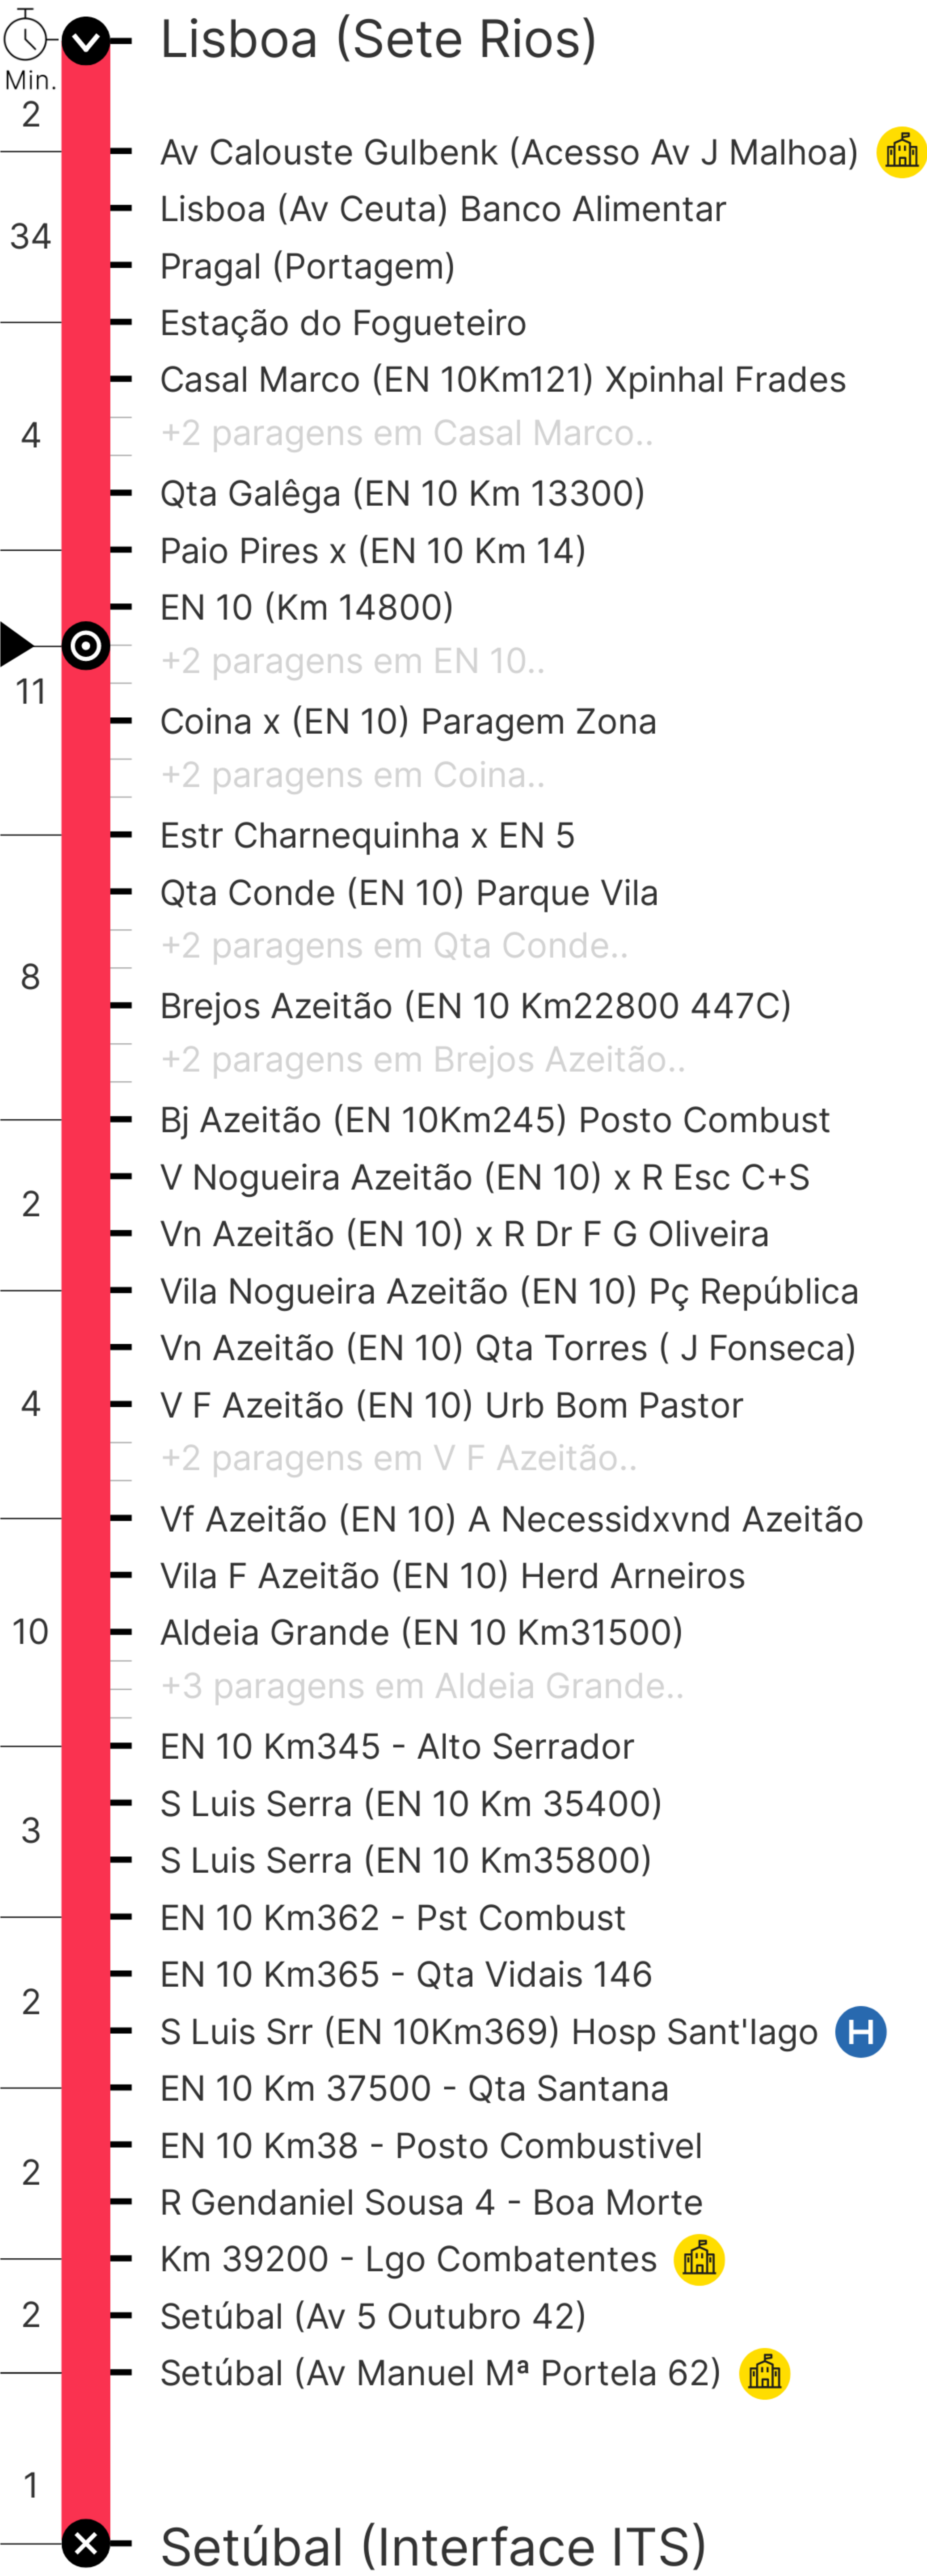 Lisboa (Sete Rios)
Min.
2
Av Calouste Gulbenk (Acesso Av J Malhoa)
Lisboa (Av Ceuta) Banco Alimentar
34
Pragal (Portagem)
Estação do Fogueteiro
Casal Marco (EN 10Km121) Xpinhal Frades
+2 paragens em Casal Marco..
4
Qta Galêga (EN 10 Km 13300)
Paio Pires x (EN 10 Km 14)
EN 10 (Km 14800)
+2 paragens em EN 10..
11
Coina x (EN 10) Paragem Zona
+2 paragens em Coina..
Estr Charnequinha x EN 5
Qta Conde (EN 10) Parque Vila
+2 paragens em Qta Conde..
8
Brejos Azeitão (EN 10 Km22800 447C)
+2 paragens em Brejos Azeitão..
Bj Azeitão (EN 10Km245) Posto Combust
V Nogueira Azeitão (EN 10) x R Esc C+S
2
Vn Azeitão (EN 10) x R Dr F G Oliveira
Vila Nogueira Azeitão (EN 10) Pç República
Vn Azeitão (EN 10) Qta Torres ( J Fonseca)
4
V F Azeitão (EN 10) Urb Bom Pastor
+2 paragens em V F Azeitão..
Vf Azeitão (EN 10) A Necessidxvnd Azeitão
Vila F Azeitão (EN 10) Herd Arneiros
10
Aldeia Grande (EN 10 Km31500)
+3 paragens em Aldeia Grande..
EN 10 Km345 - Alto Serrador
S Luis Serra (EN 10 Km 35400)
3
S Luis Serra (EN 10 Km35800)
EN 10 Km362 - Pst Combust
EN 10 Km365 - Qta Vidais 146
2
S Luis Srr (EN 10Km369) Hosp Sant'Iago
H
EN 10 Km 37500 - Qta Santana
EN 10 Km38 - Posto Combustivel
2
R Gendaniel Sousa 4 - Boa Morte
Km 39200 - Lgo Combatentes
2
Setúbal (Av 5 Outubro 42)
Setúbal (Av Manuel Mª Portela 62)
1
Setúbal (Interface ITS)